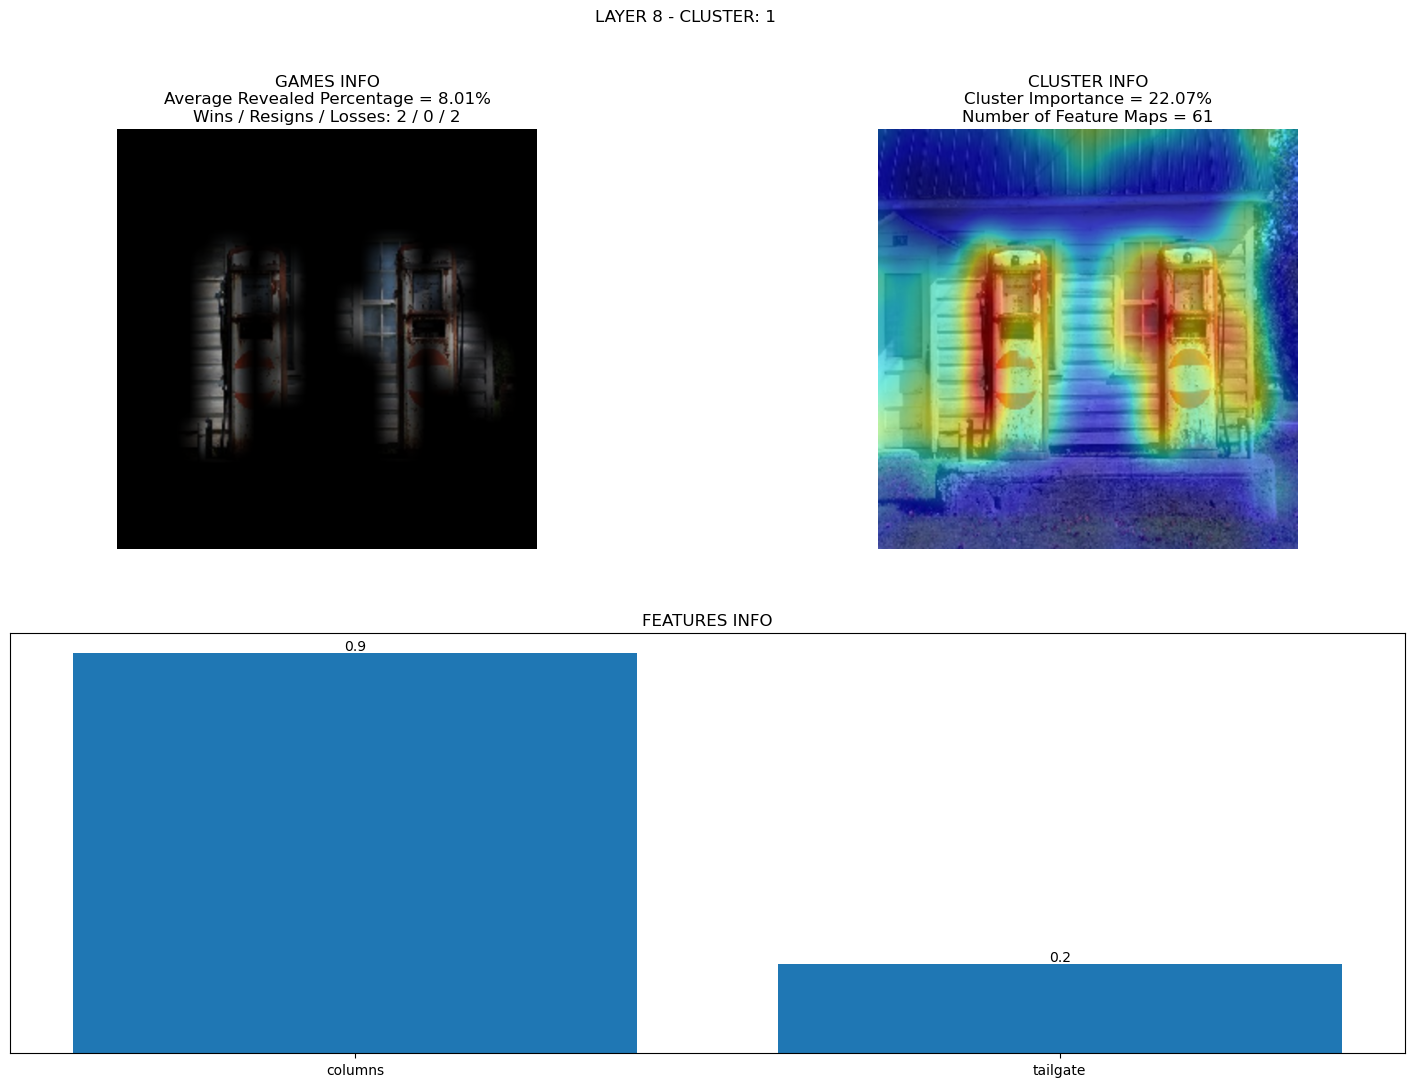 LAYER 8 - CLUSTER: 1
GAMES INFO
Average Revealed Percentage = 8.01%
Wins / Resigns / Losses: 2 / 0 / 2
CLUSTER INFO
Cluster Importance = 22.07%
Number of Feature Maps = 61
FEATURES INFO
0.9
0.2
columns
tailgate